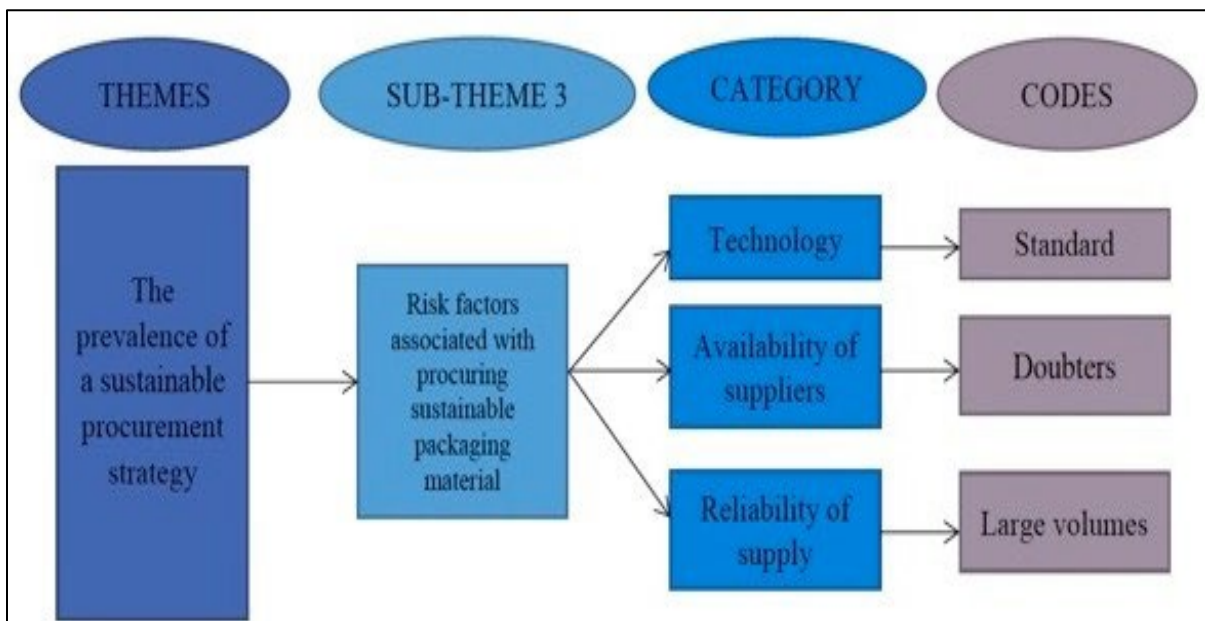 THEMES
SUB-THEME 3
CATEGORY
CODES
The
prevalence of
a sustainable
procurement
strategy
Risk factors
associated with
procuring
sustainable
packaging
material
Technology
Standard
Availability of
suppliers
Doubters
Reliability of
supply
Large volumes